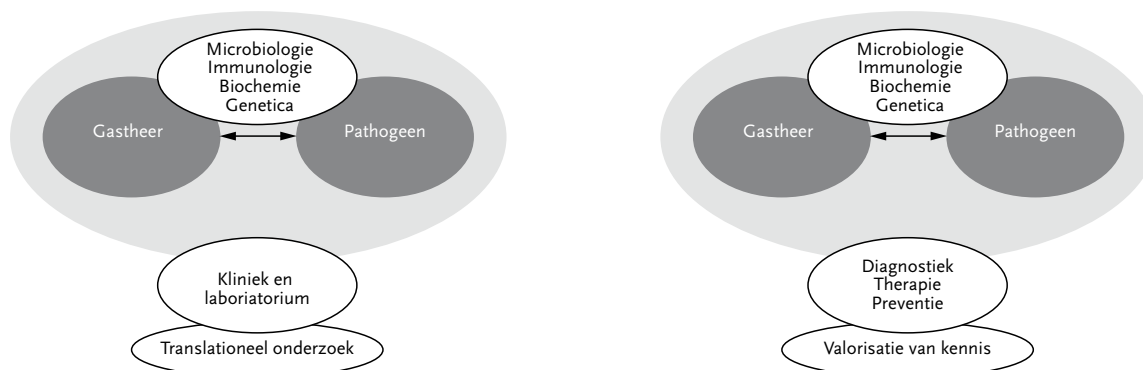 Microbiologie
Immunologie
Biochemie
Genetica
Gastheer
Pathogeen
Kliniek en
laboriatorium
Translationeel onderzoek
Microbiologie
Immunologie
Biochemie
Genetica
Gastheer
Pathogeen
Diagnostiek
Therapie
Preventie
Valorisatie van kennis